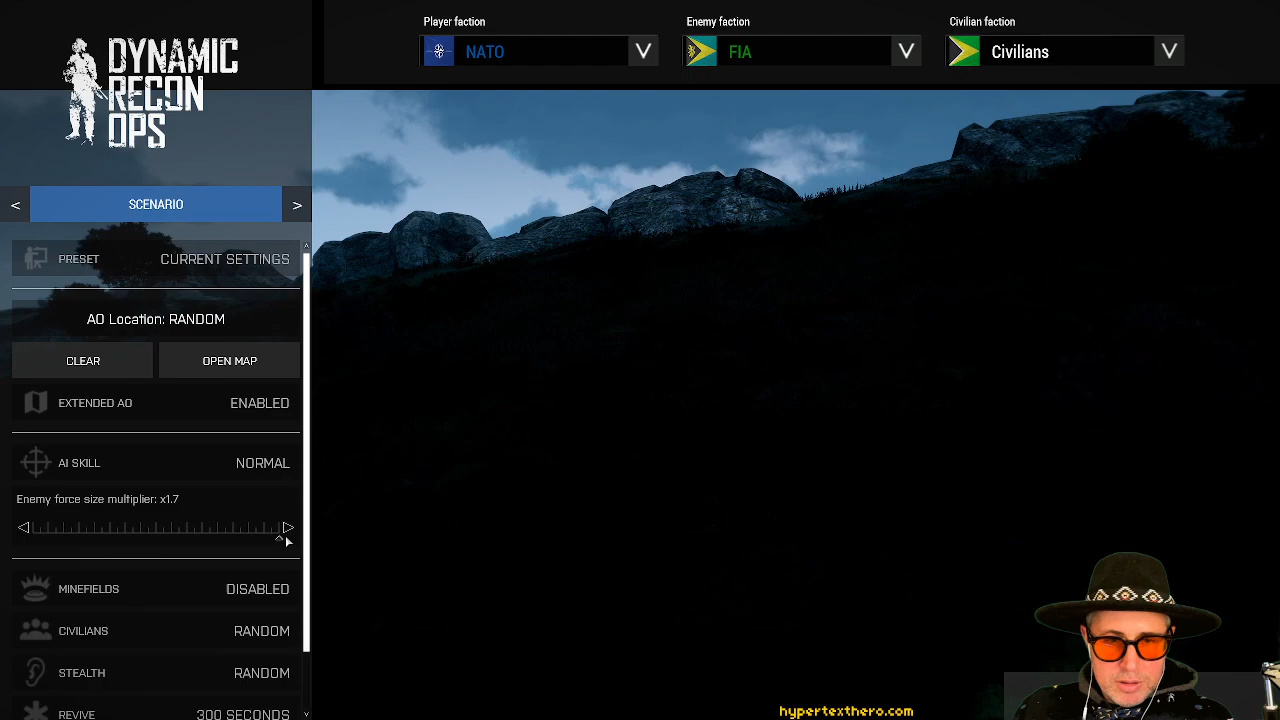 DYNAMIC
RECON
OPS
Player faction
Enemy faction
Civilian faction
NATO
FIA
Civilians
< SCENARIO >
PRESET CURRENT SETTINGS
AO Location: RANDOM
CLEAR OPEN MAP
EXTENDED AO ENABLED
AI SKILL NORMAL
Enemy force size multiplier: x1.7
MINEFIELDS DISABLED
CIVILIANS RANDOM
STEALTH RANDOM
REVIVE 300 SECONDS
hypertexthero.com